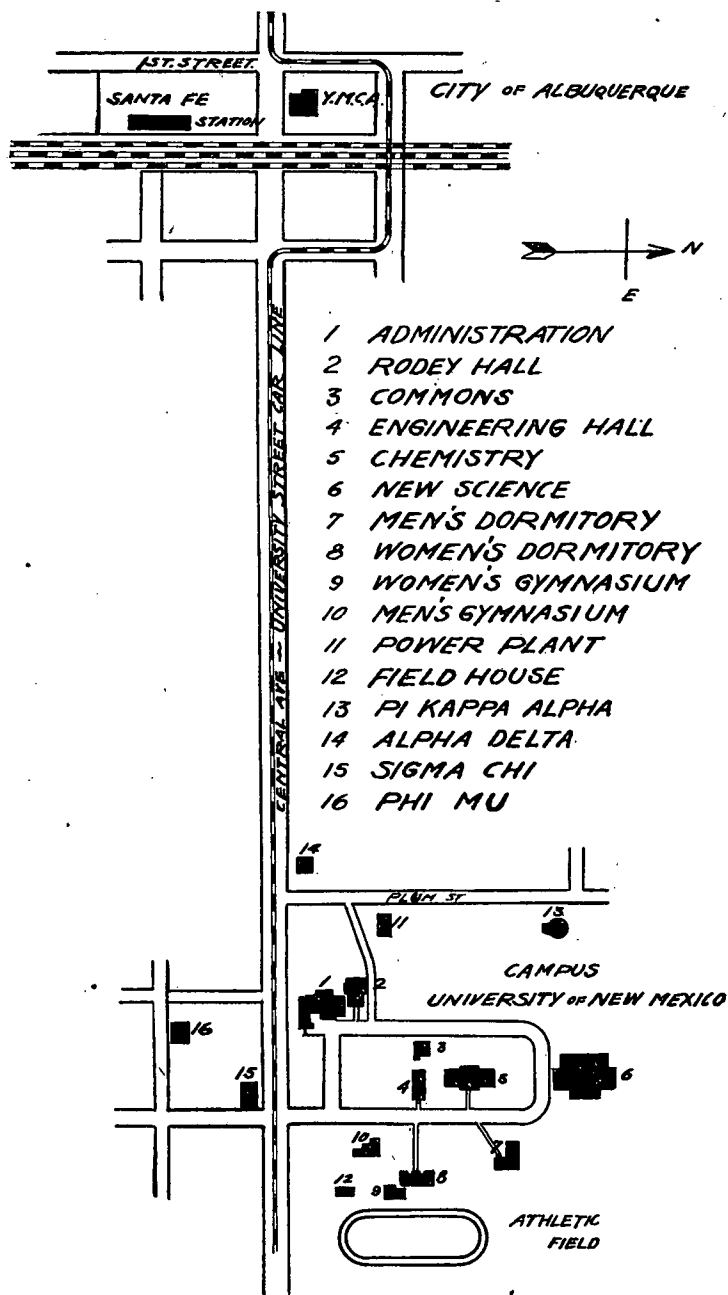 1ST. STREET
SANTA FE
STATION
Y.M.C.A.
CITY OF ALBUQUERQUE
N
E
CENTRAL AVE ~ UNIVERSITY STREET CAR LINE
1 ADMINISTRATION
2 RODEY HALL
3 COMMONS
4 ENGINEERING HALL
5 CHEMISTRY
6 NEW SCIENCE
7 MEN'S DORMITORY
8 WOMEN'S DORMITORY
9 WOMEN'S GYMNASIUM
10 MEN'S GYMNASIUM
11 POWER PLANT
12 FIELD HOUSE
13 PI KAPPA ALPHA
14 ALPHA DELTA
15 SIGMA CHI
16 PHI MU
14
PLUM ST
11
13
CAMPUS
UNIVERSITY OF NEW MEXICO
1
2
16
3
15
4
5
6
10
7
8
12
9
ATHLETIC
FIELD